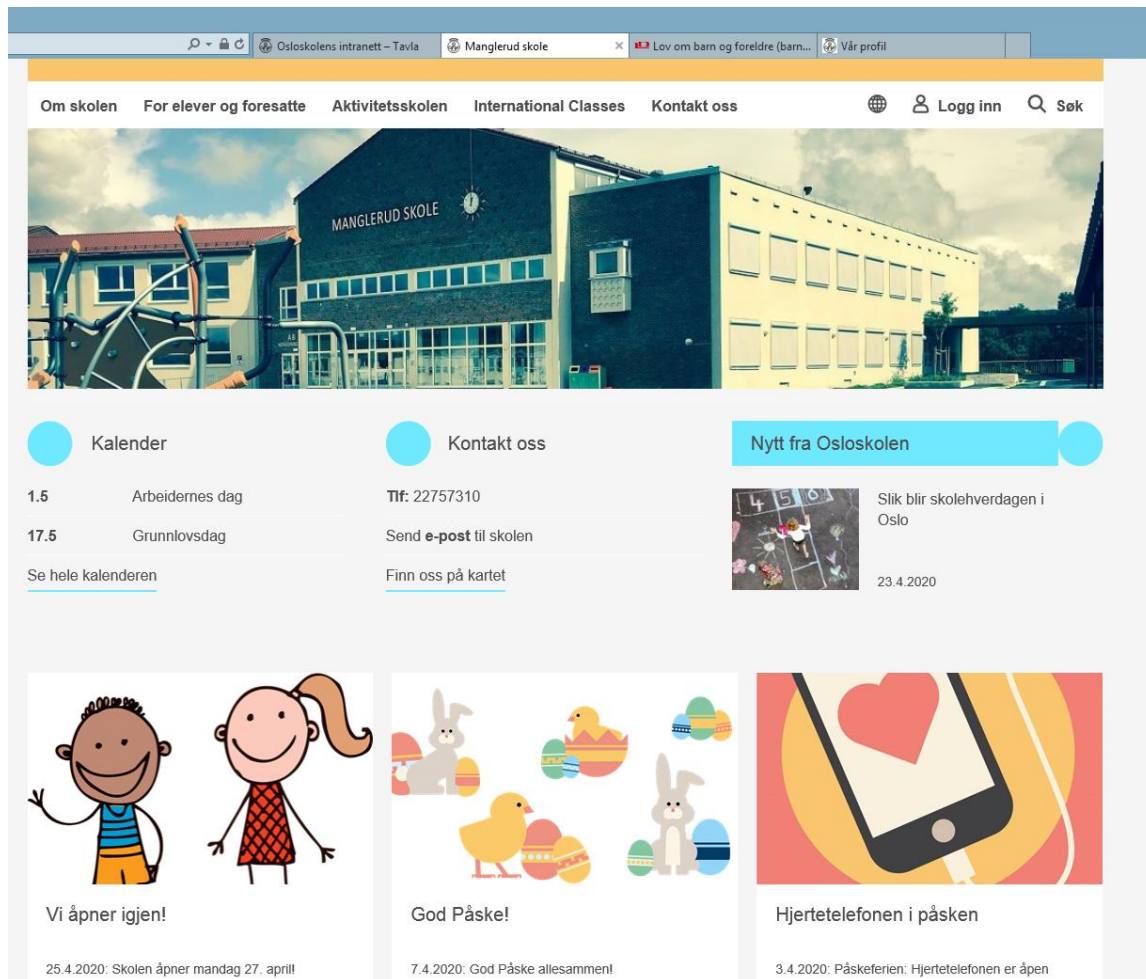 Osloskolens intranett – Tavla
Manglerud skole
Lov om barn og foreldre (barn...
Vår profil
Om skolen For elever og foresatte Aktivitetsskolen International Classes Kontakt oss Logg inn Søk
MANGLERUD SKOLE
AB
Kalender
1.5 Arbeidernes dag
17.5 Grunnlovsdag
Se hele kalenderen
Kontakt oss
Tlf: 22757310
Send e-post til skolen
Finn oss på kartet
Nytt fra Osloskolen
4 5 6
Slik blir skolehverdagen i
Oslo
23.4.2020
Vi åpner igjen!
25.4.2020: Skolen åpner mandag 27. april!
God Påske!
7.4.2020: God Påske allesammen!
Hjertetelefonen i påsken
3.4.2020: Påskeferien: Hjertetelefonen er åpen